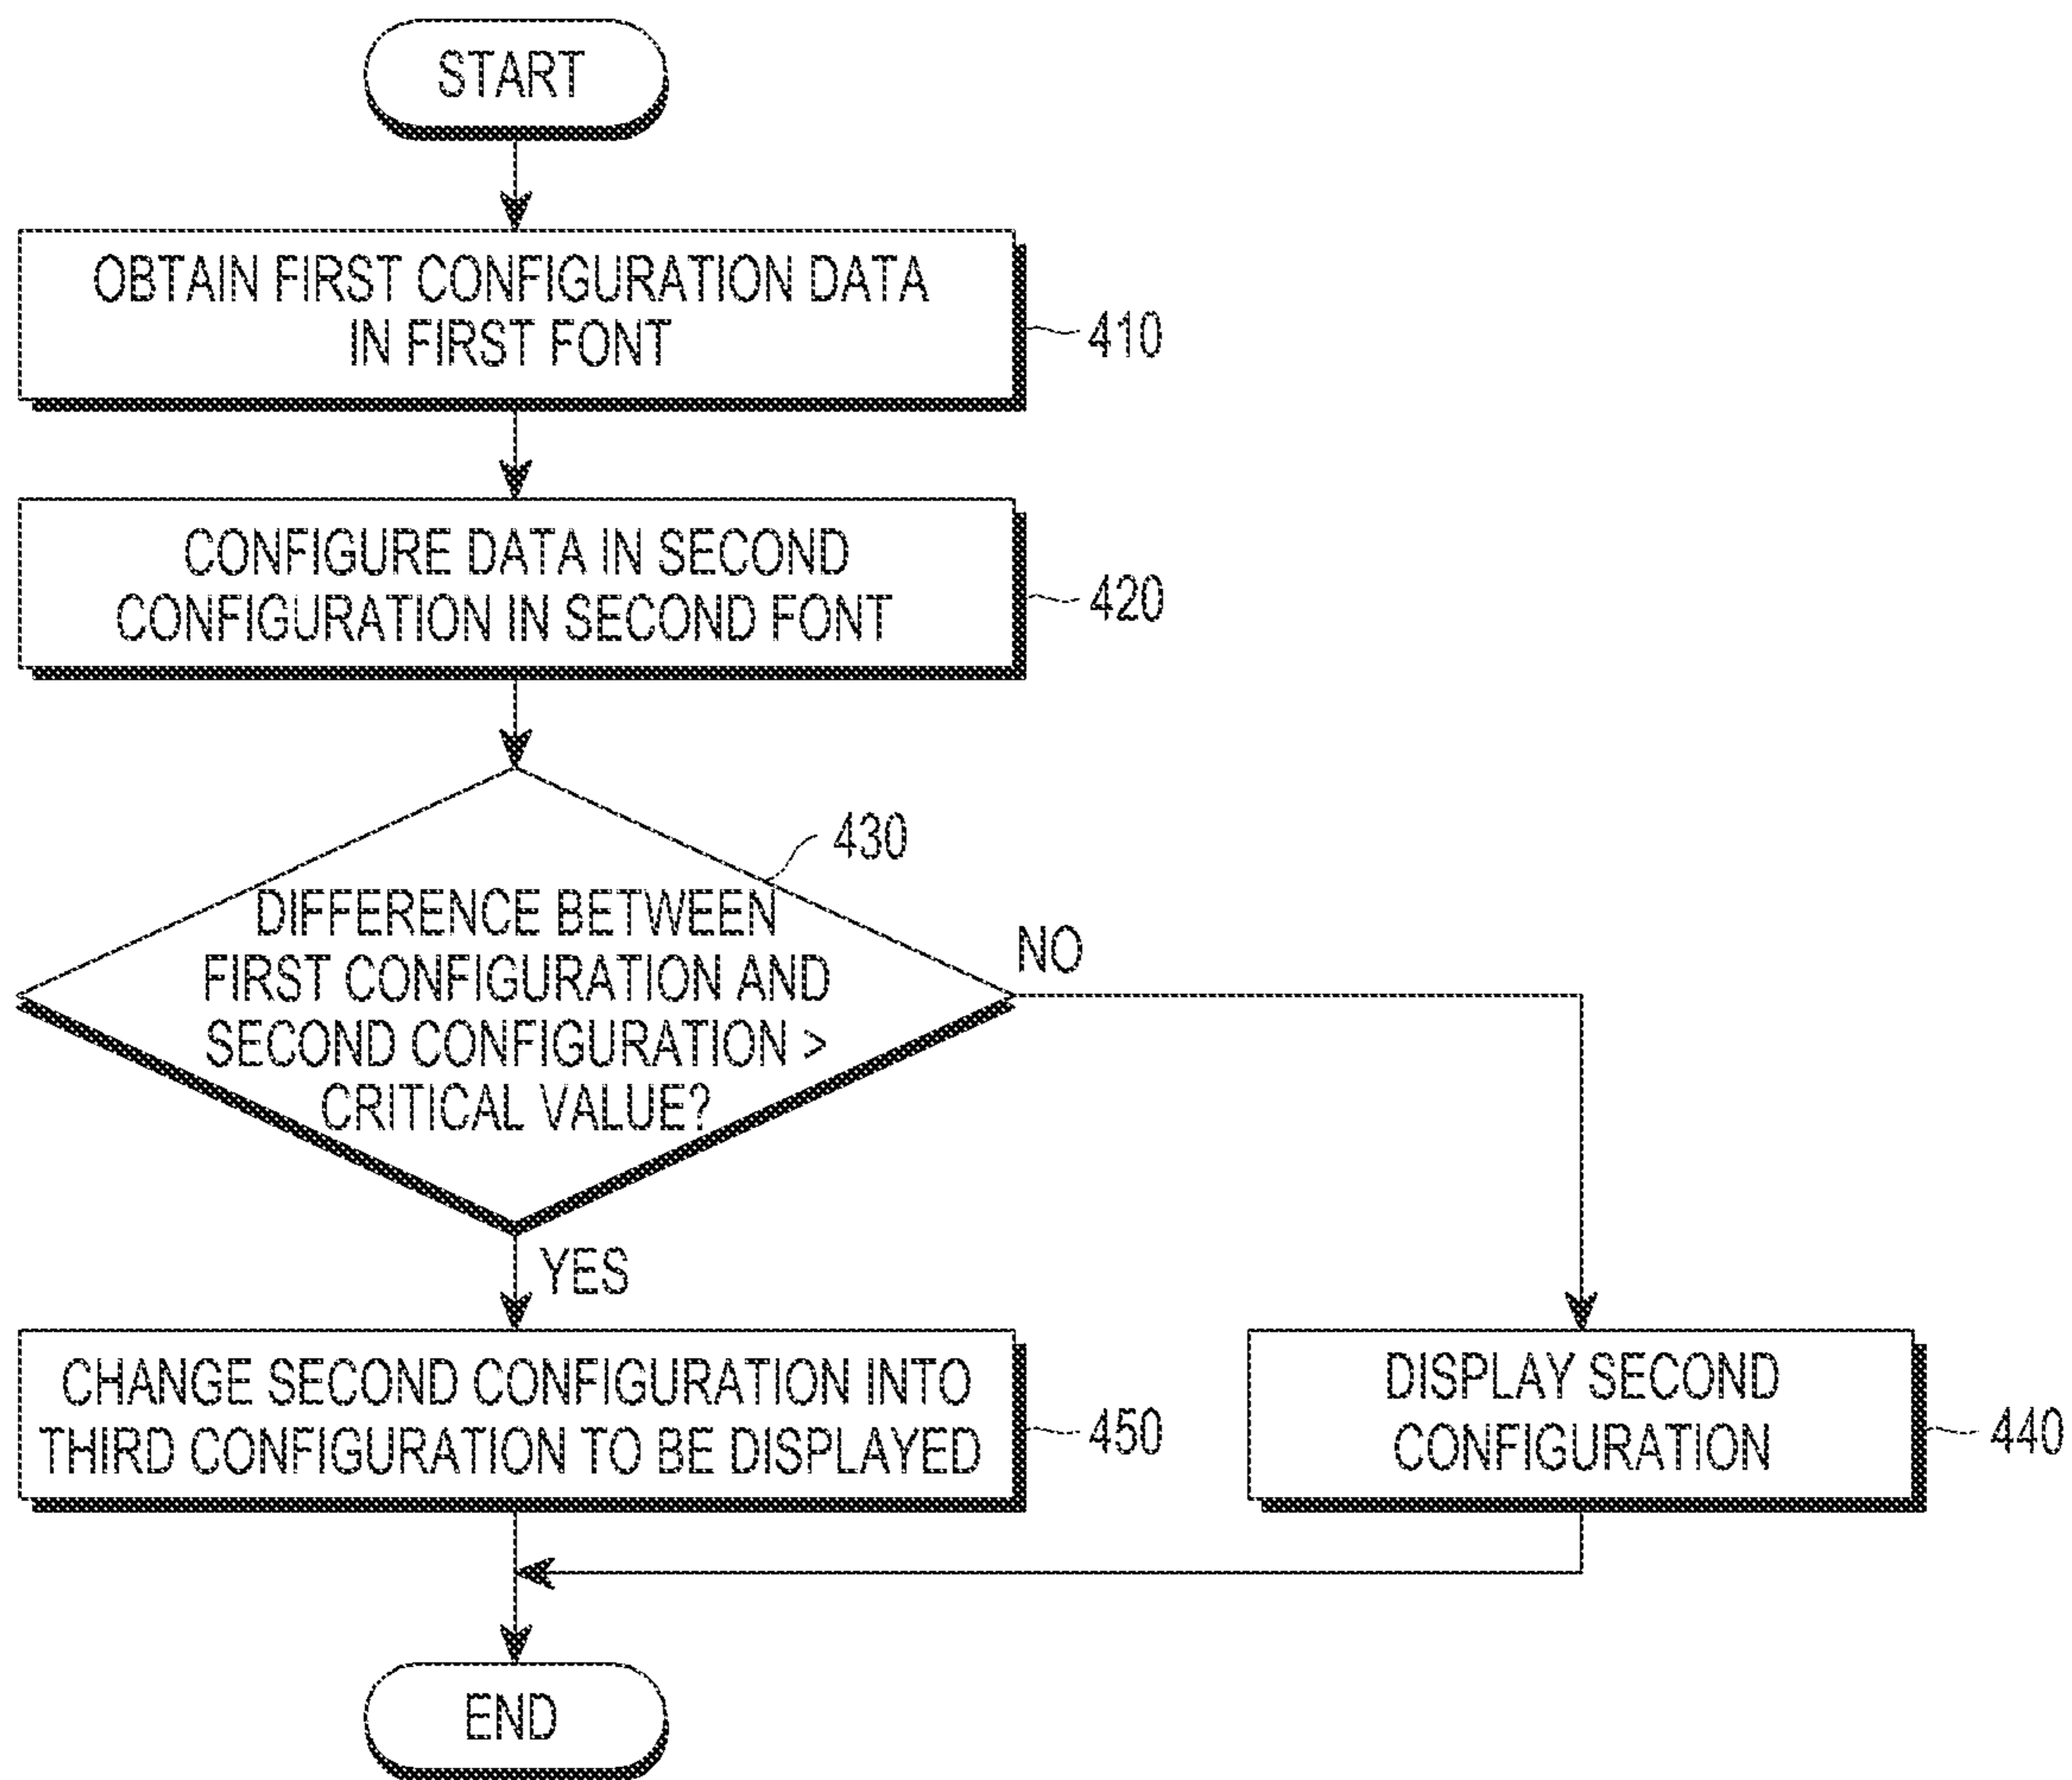 START
OBTAIN FIRST CONFIGURATION DATA
IN FIRST FONT
410
CONFIGURE DATA IN SECOND
CONFIGURATION IN SECOND FONT
420
430
DIFFERENCE BETWEEN
FIRST CONFIGURATION AND
SECOND CONFIGURATION >
CRITICAL VALUE?
NO
YES
CHANGE SECOND CONFIGURATION INTO
THIRD CONFIGURATION TO BE DISPLAYED
450
DISPLAY SECOND
CONFIGURATION
440
END